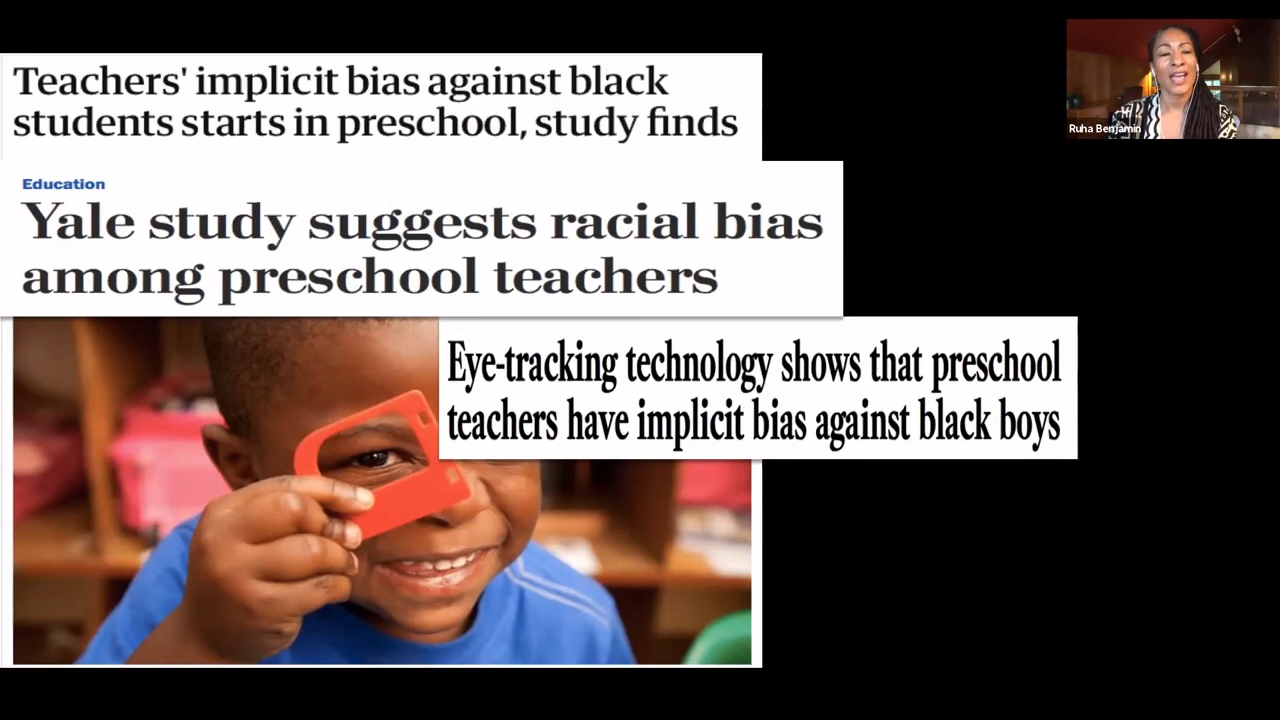 Teachers' implicit bias against black
students starts in preschool, study finds
Education
Yale study suggests racial bias
among preschool teachers
Eye-tracking technology shows that preschool
teachers have implicit bias against black boys
Ruha Benjamin